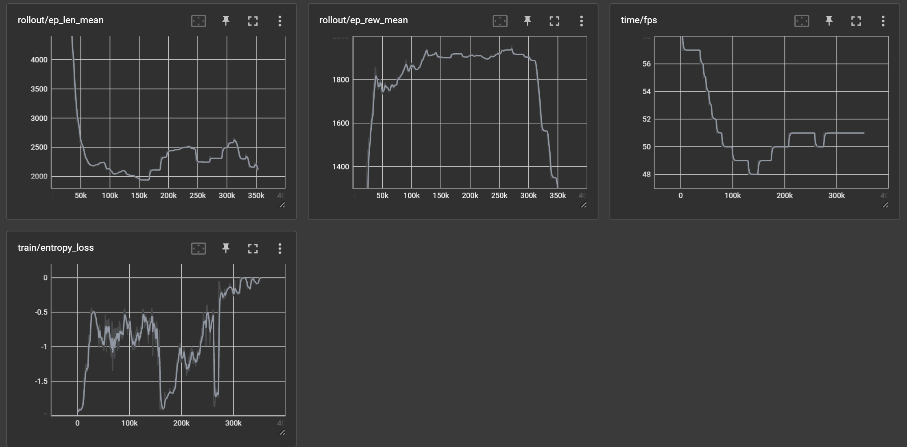 rollout/ep_len_mean
4000
3500
3000
2500
2000
50k 100k 150k 200k 250k 300k 350k
rollout/ep_rew_mean
1800
1600
1400
50k 100k 150k 200k 250k 300k 350k
time/fps
56
54
52
51
50
48
0 100k 200k 300k
train/entropy_loss
0
-0.5
-1
-1.5
0 100k 200k 300k